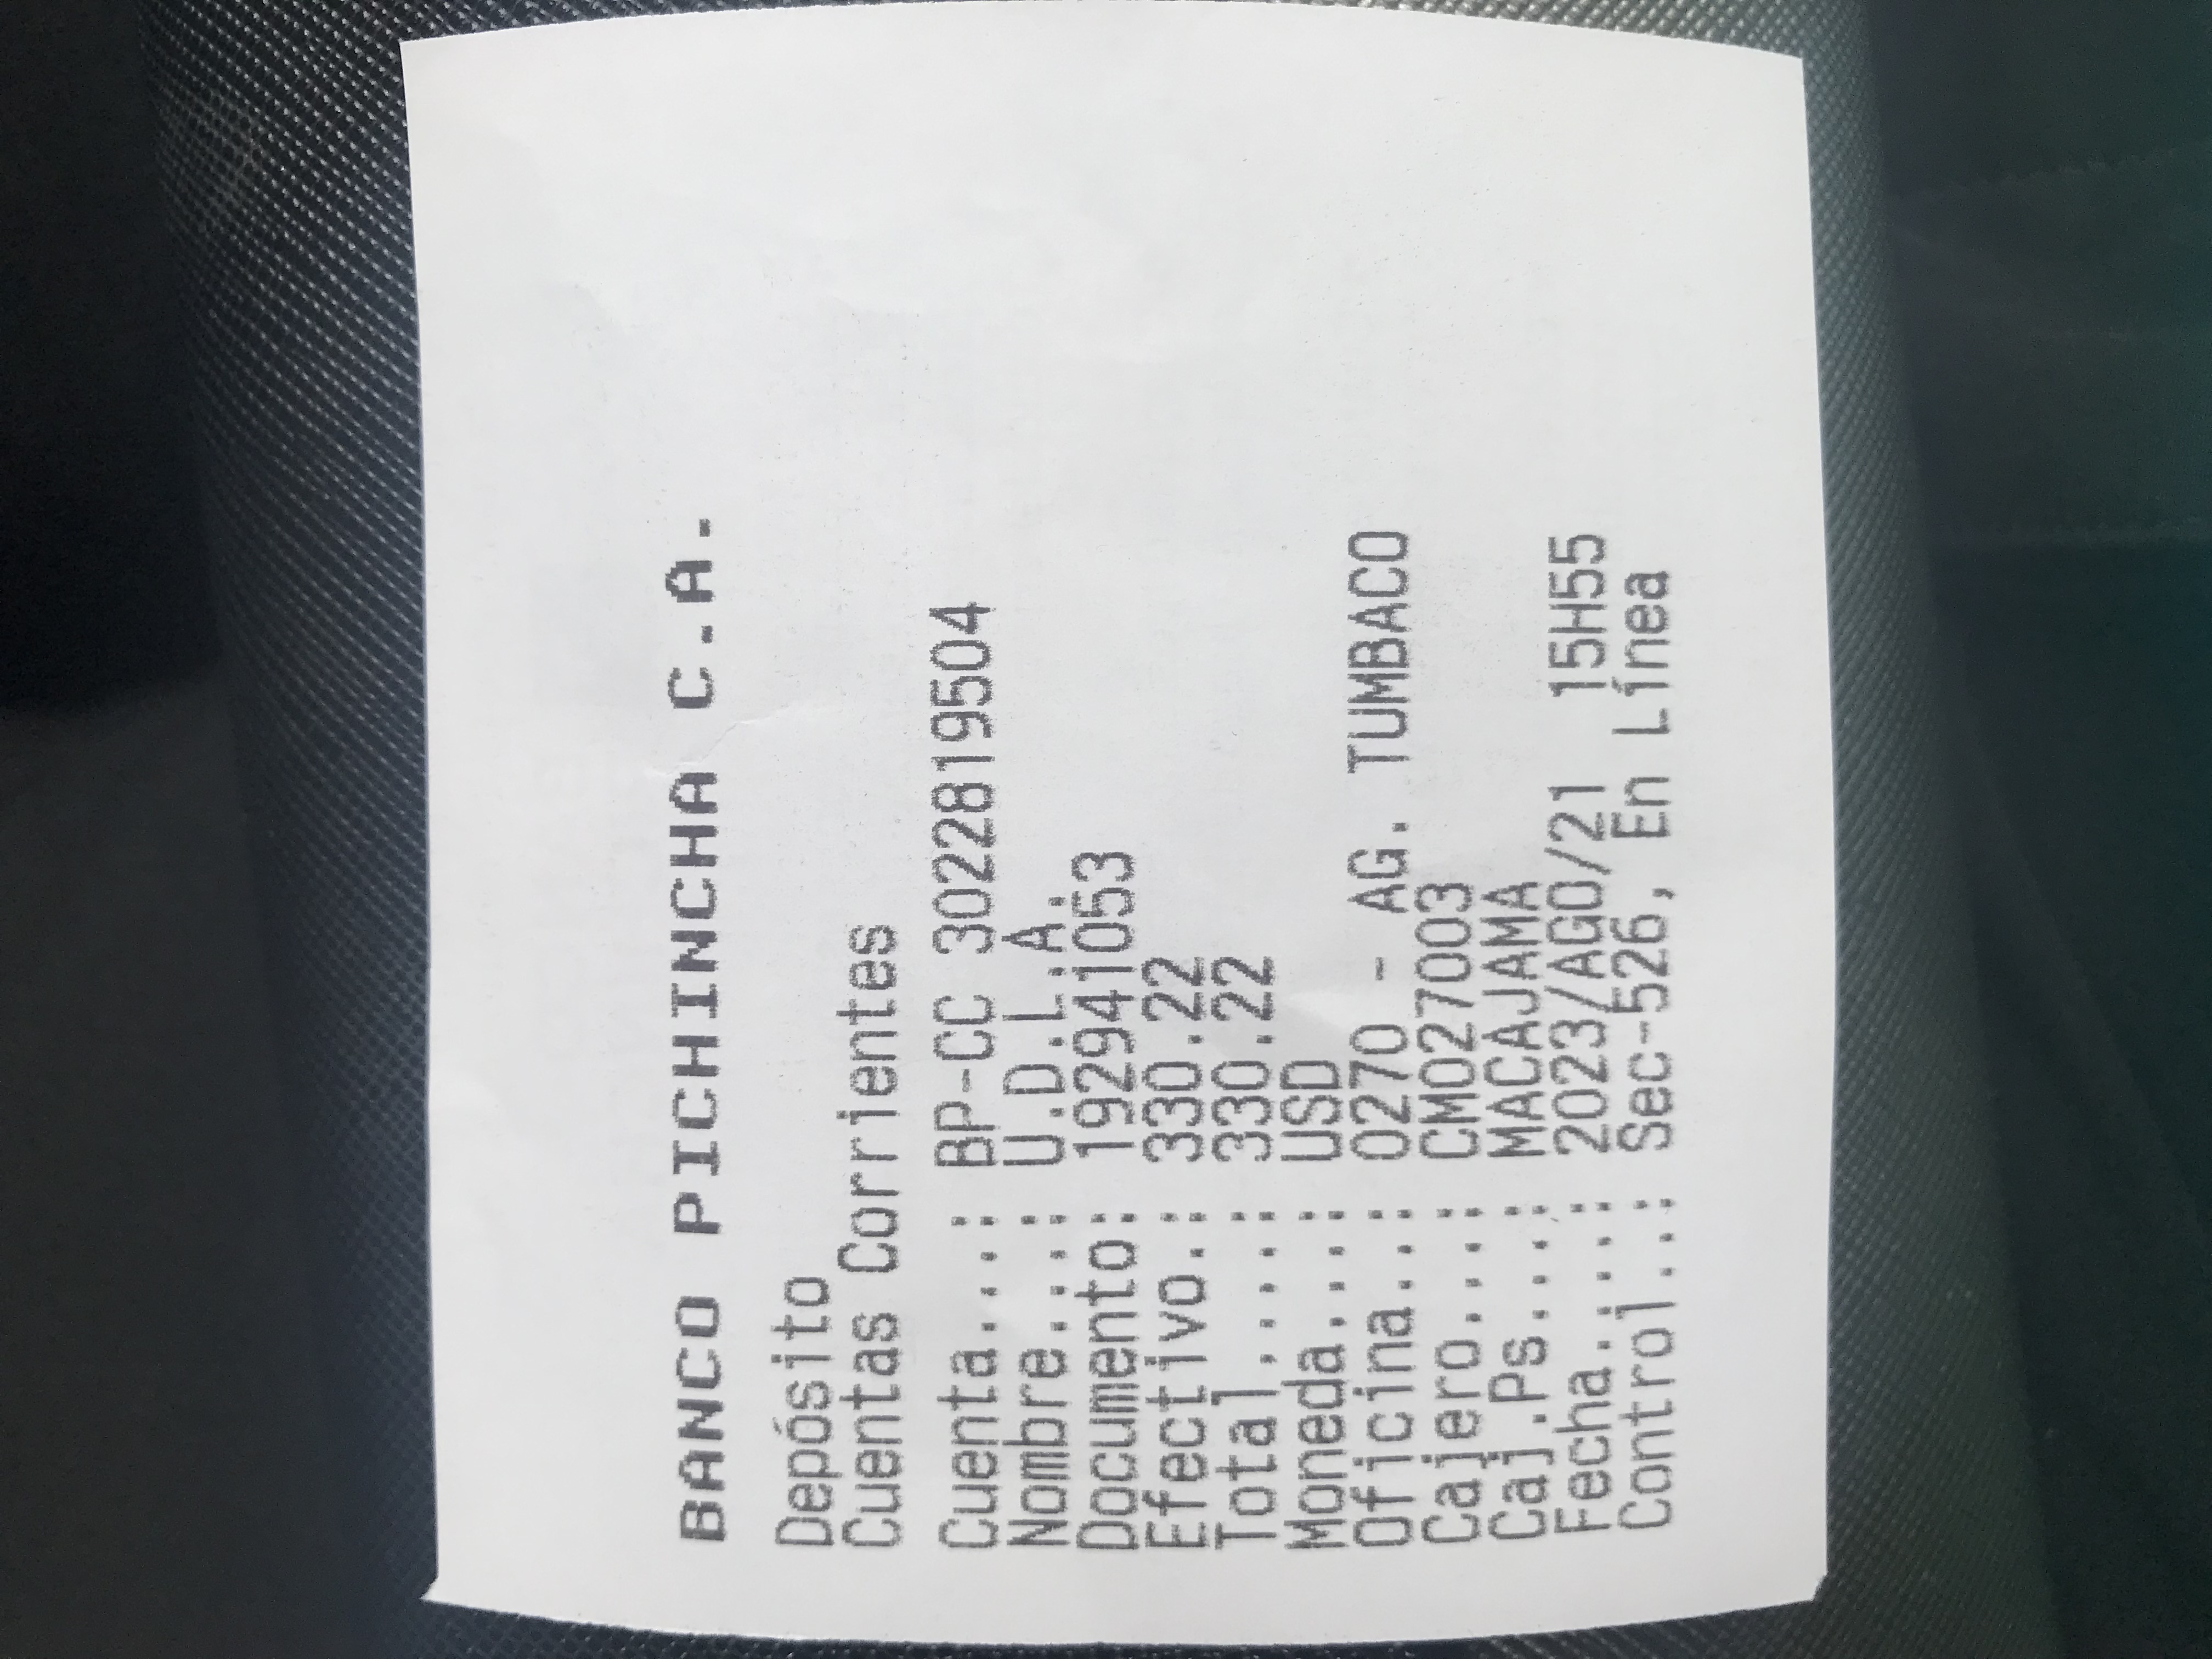 BANCO PICHINCHA C.A.
Depósito
Cuentas Corrientes
Cuenta...: BP-CC 3022819504
Nombre...: U.D.L.A.
Documento: 192941053
Efectivo.: 330.22
Total....: 330.22
Moneda...: USD
Oficina..: 0270 - AG. TUMBACO
Cajero...: CM027003
Caj.Ps...: MACAJAMA
Fecha....: 2023/AGO/21 15H55
Control..: Sec-526, En Línea